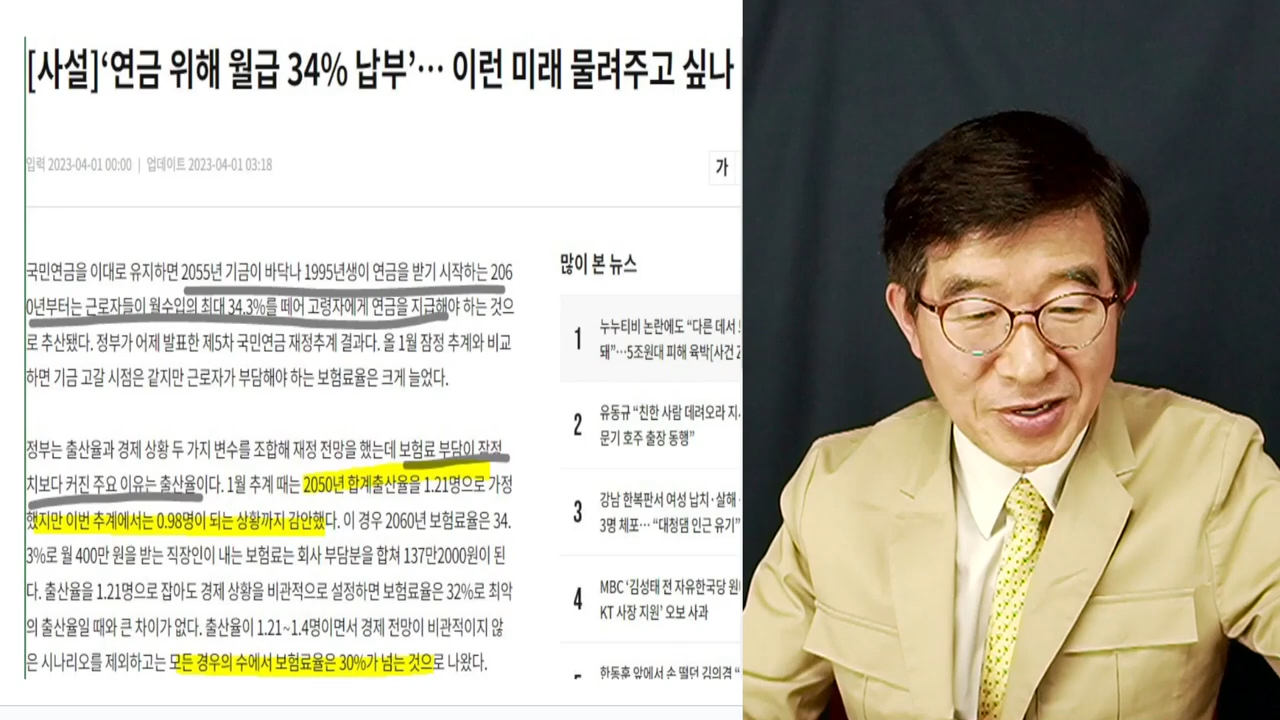 [사설]‘연금 위해 월급 34% 납부’… 이런 미래 물려주고 싶나
입력 2023-04-01 00:00 | 업데이트 2023-04-01 03:18
가
국민연금을 이대로 유지하면 2055년 기금이 바닥나 1995년생이 연금을 받기 시작하는 206
0년부터는 근로자들이 월수입의 최대 34.3%를 떼어 고령자에게 연금을 지급해야 하는 것으
로 추산됐다. 정부가 어제 발표한 제5차 국민연금 재정추계 결과다. 올 1월 잠정 추계와 비교
하면 기금 고갈 시점은 같지만 근로자가 부담해야 하는 보험료율은 크게 늘었다.
정부는 출산율과 경제 상황 두 가지 변수를 조합해 재정 전망을 했는데 보험료 부담이 잠정
치보다 커진 주요 이유는 출산율이다. 1월 추계 때는 2050년 합계출산율을 1.21명으로 가정
했지만 이번 추계에서는 0.98명이 되는 상황까지 감안했다. 이 경우 2060년 보험료율은 34.
3%로 월 400만 원을 받는 직장인이 내는 보험료는 회사 부담분을 합쳐 137만2000원이 된
다. 출산율을 1.21명으로 잡아도 경제 상황을 비관적으로 설정하면 보험료율은 32%로 최악
의 출산율일 때와 큰 차이가 없다. 출산율이 1.21~1.4명이면서 경제 전망이 비관적이지 않
은 시나리오를 제외하고는 모든 경우의 수에서 보험료율은 30%가 넘는 것으로 나왔다.
많이 본 뉴스
1
누누티비 논란에도 “다른 데서
돼”…5조원대 피해 육박[사건 2
2
유동규 “친한 사람 데려오라 지
문기 호주 출장 동행”
3
강남 한복판서 여성 납치·살해
3명 체포… “대청댐 인근 유기”
4
MBC ‘김성태 전 자유한국당 원
KT 사장 지원’ 오보 사과
한동훈 앞에서 손 떨던 김의겸 “